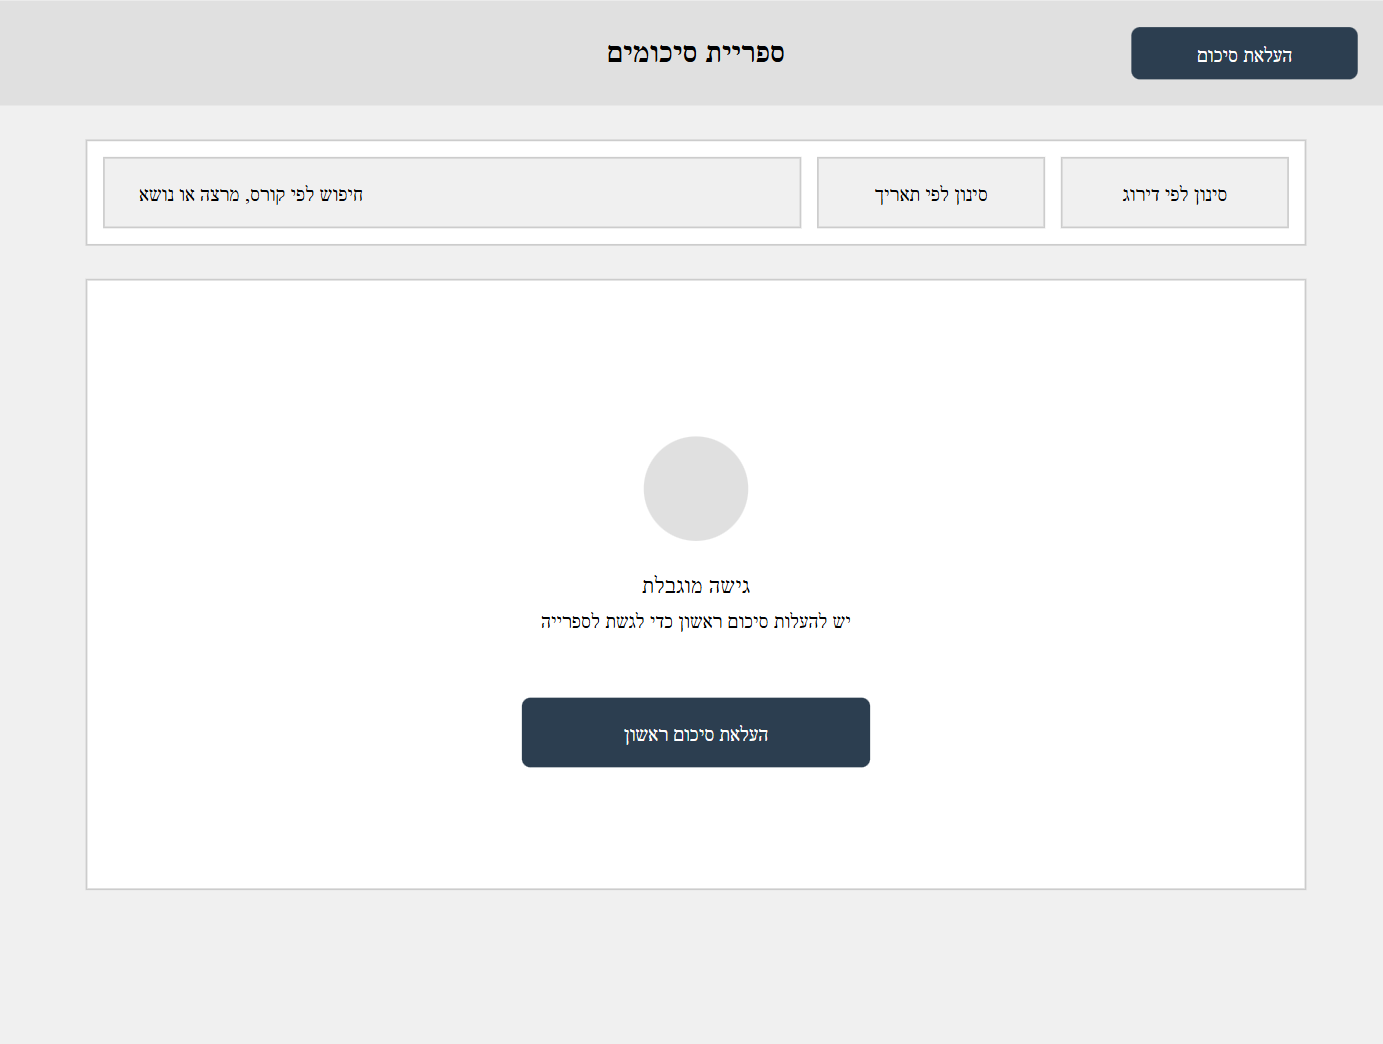 העלאת סיכום
ספריית סיכומים
סינון לפי דירוג
סינון לפי תאריך
חיפוש לפי קורס, מרצה או נושא
גישה מוגבלת
יש להעלות סיכום ראשון כדי לגשת לספרייה
העלאת סיכום ראשון